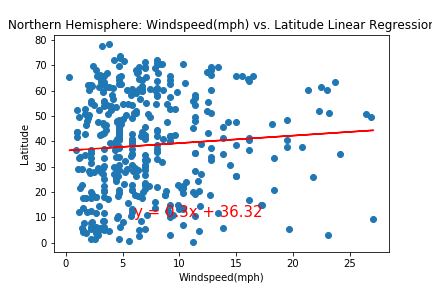 Northern Hemisphere: Windspeed(mph) vs. Latitude Linear Regression
80
70
60
50
40
30
20
10
0
Latitude
y = 0.3x + 36.32
0 5 10 15 20 25
Windspeed(mph)